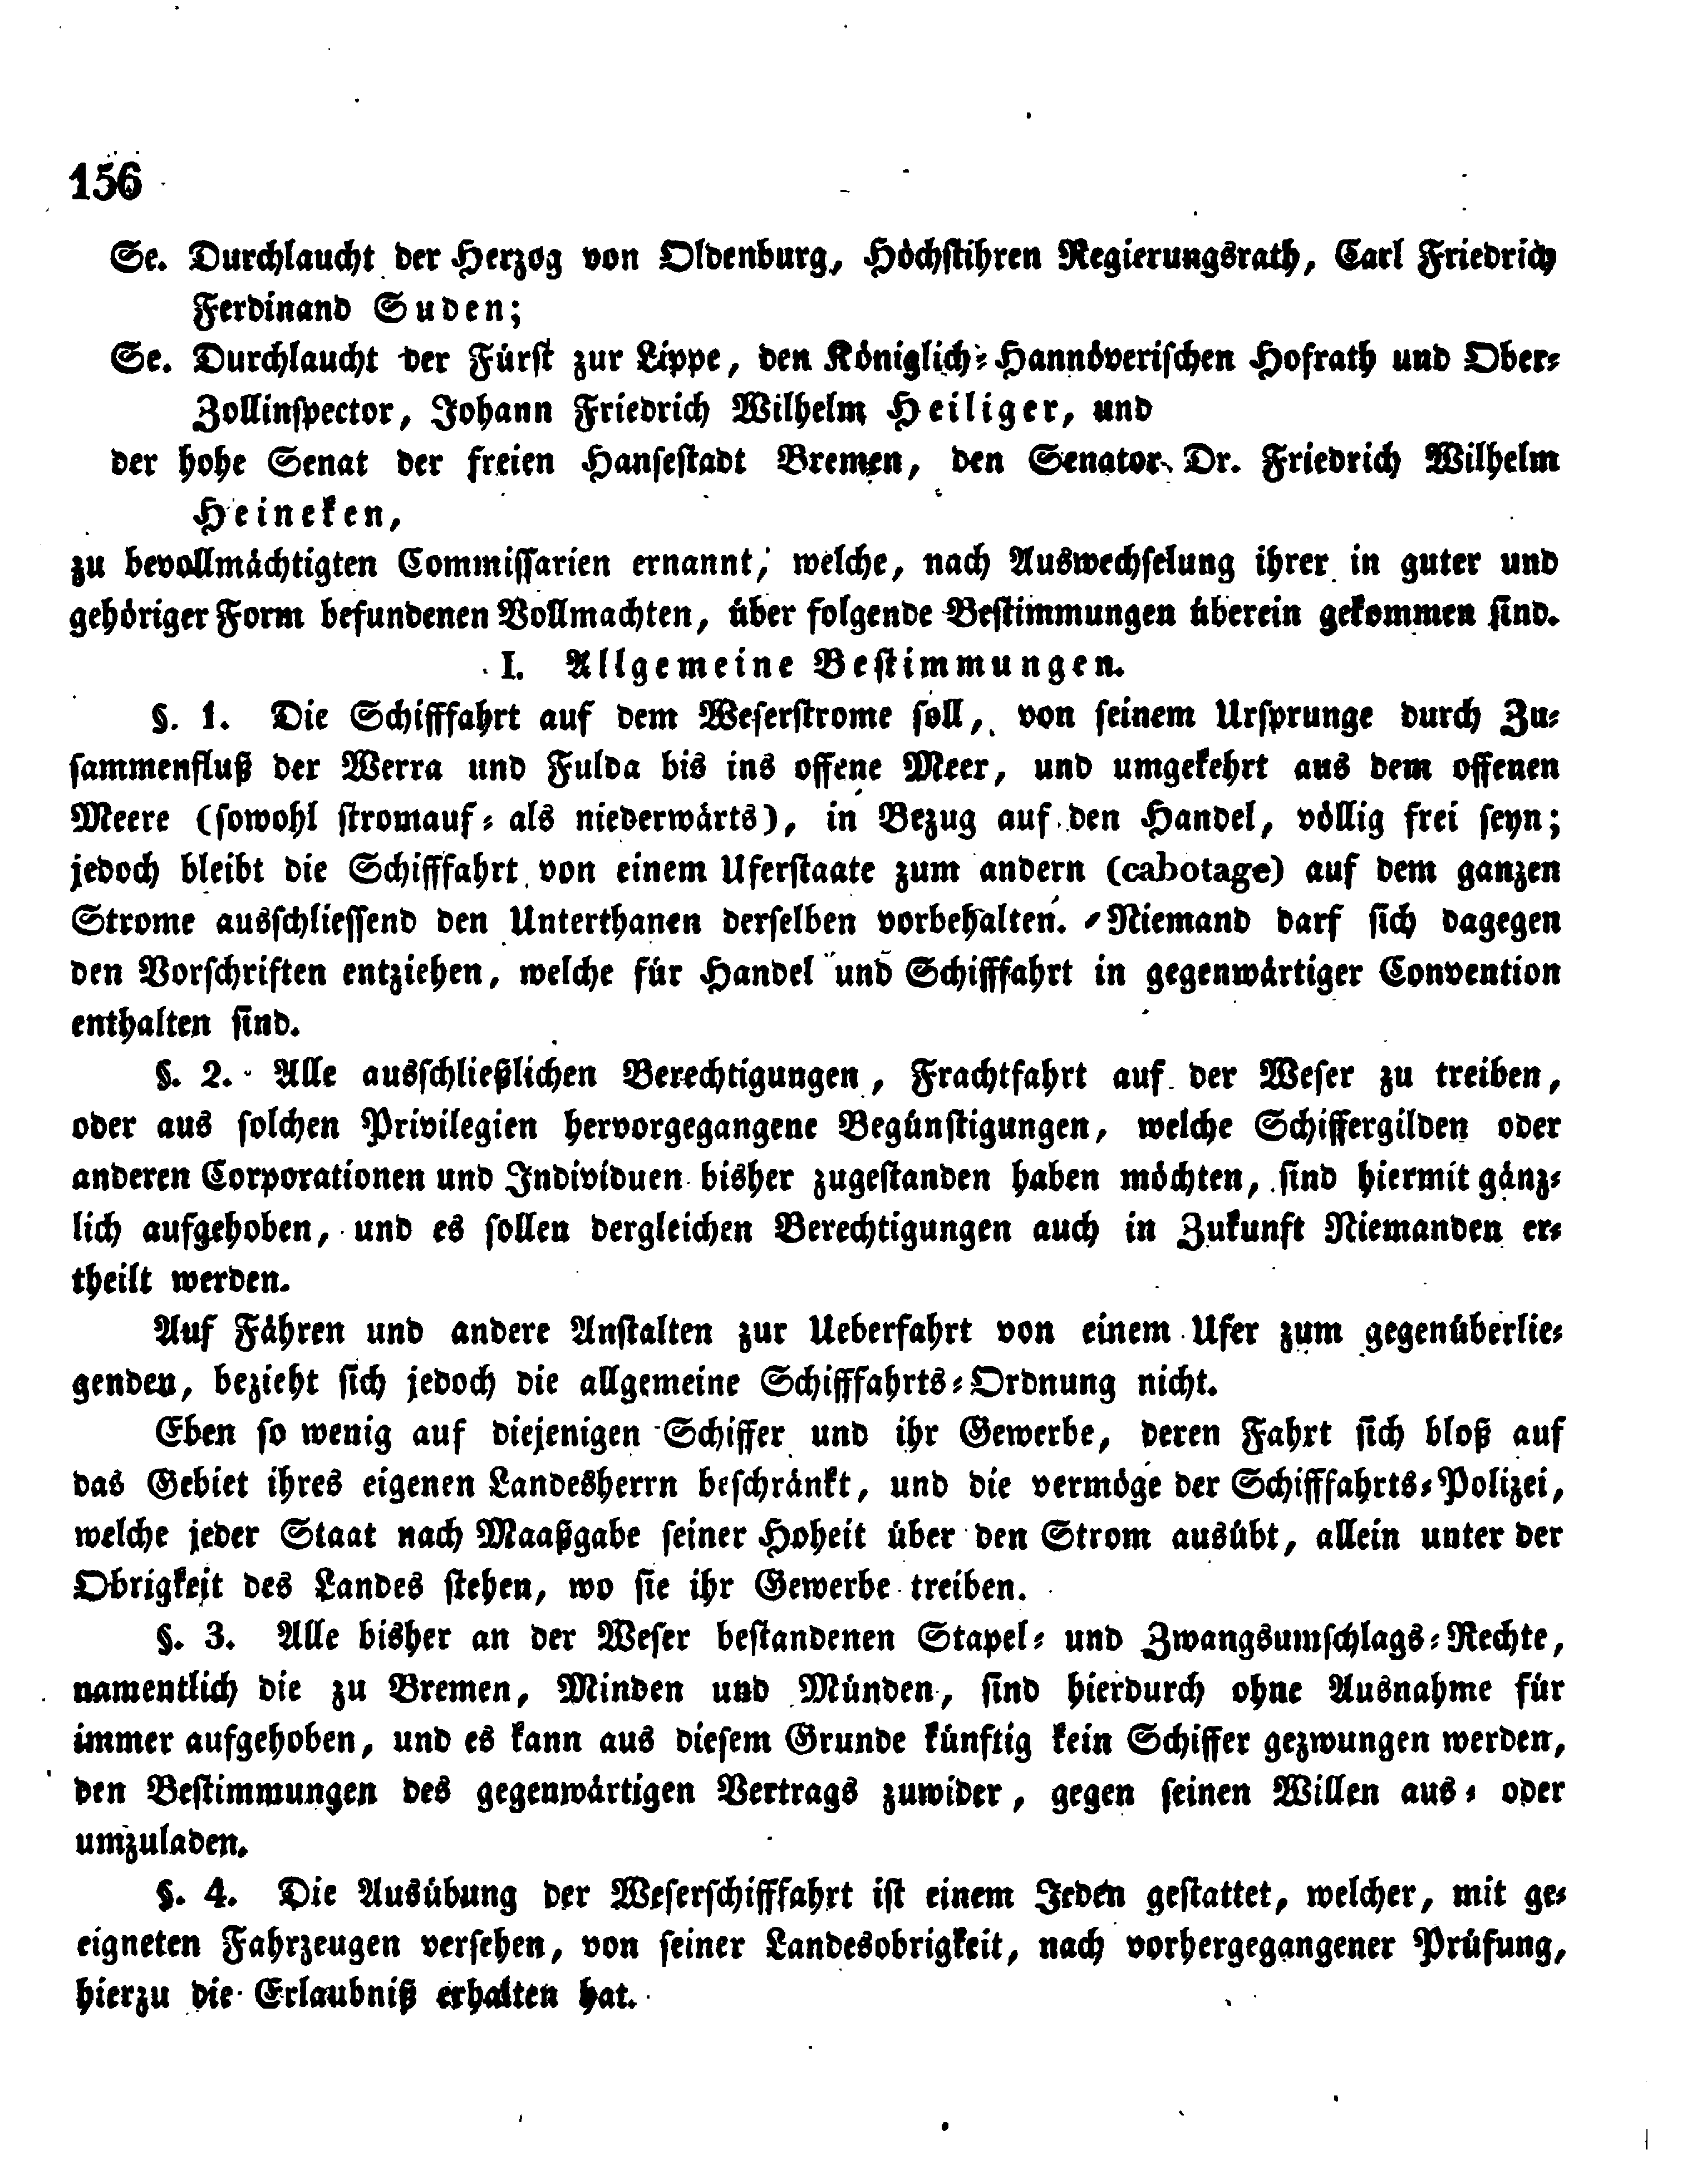 156
Se. Durchlaucht der Herzog von Oldenburg, Höchstihren Regierungsrath, Carl Friedrich
Ferdinand Suden;
Se. Durchlaucht der Fürst zur Lippe, den Königlich-Hannöverischen Hofrath und Ober-
Zollinspector, Johann Friedrich Wilhelm Heiliger, und
der hohe Senat der freien Hansestadt Bremen, den Senator Dr. Friedrich Wilhelm
Heineken,
zu bevollmächtigten Commissarien ernannt, welche, nach Auswechselung ihrer in guter und
gehöriger Form befundenen Vollmachten, über folgende Bestimmungen überein gekommen sind.
I. Allgemeine Bestimmungen.
§. 1. Die Schifffahrt auf dem Weserstrome soll, von seinem Ursprunge durch Zu-
sammenfluß der Werra und Fulda bis ins offene Meer, und umgekehrt aus dem offenen
Meere (sowohl stromauf- als niederwärts), in Bezug auf den Handel, völlig frei seyn;
jedoch bleibt die Schifffahrt von einem Uferstaate zum andern (cabotage) auf dem ganzen
Strome ausschliessend den Unterthanen derselben vorbehalten. Niemand darf sich dagegen
den Vorschriften entziehen, welche für Handel und Schifffahrt in gegenwärtiger Convention
enthalten sind.
§. 2. Alle ausschließlichen Berechtigungen, Frachtfahrt auf der Weser zu treiben,
oder aus solchen Privilegien hervorgegangene Begünstigungen, welche Schiffergilden oder
anderen Corporationen und Individuen bisher zugestanden haben möchten, sind hiermit gänz-
lich aufgehoben, und es sollen dergleichen Berechtigungen auch in Zukunft Niemanden er-
theilt werden.
Auf Fähren und andere Anstalten zur Ueberfahrt von einem Ufer zum gegenüberlie-
genden, bezieht sich jedoch die allgemeine Schifffahrts-Ordnung nicht.
Eben so wenig auf diejenigen Schiffer und ihr Gewerbe, deren Fahrt sich bloß auf
das Gebiet ihres eigenen Landesherrn beschränkt, und die vermöge der Schifffahrts-Polizei,
welche jeder Staat nach Maaßgabe seiner Hoheit über den Strom ausübt, allein unter der
Obrigkeit des Landes stehen, wo sie ihr Gewerbe treiben.
§. 3. Alle bisher an der Weser bestandenen Stapel- und Zwangsumschlags-Rechte,
namentlich die zu Bremen, Minden und Münden, sind hierdurch ohne Ausnahme für
immer aufgehoben, und es kann aus diesem Grunde künftig kein Schiffer gezwungen werden,
den Bestimmungen des gegenwärtigen Vertrags zuwider, gegen seinen Willen aus- oder
umzuladen.
§. 4. Die Ausübung der Weserschifffahrt ist einem Jeden gestattet, welcher, mit ge-
eigneten Fahrzeugen versehen, von seiner Landesobrigkeit, nach vorhergegangener Prüfung,
hierzu die Erlaubniß erhalten hat.